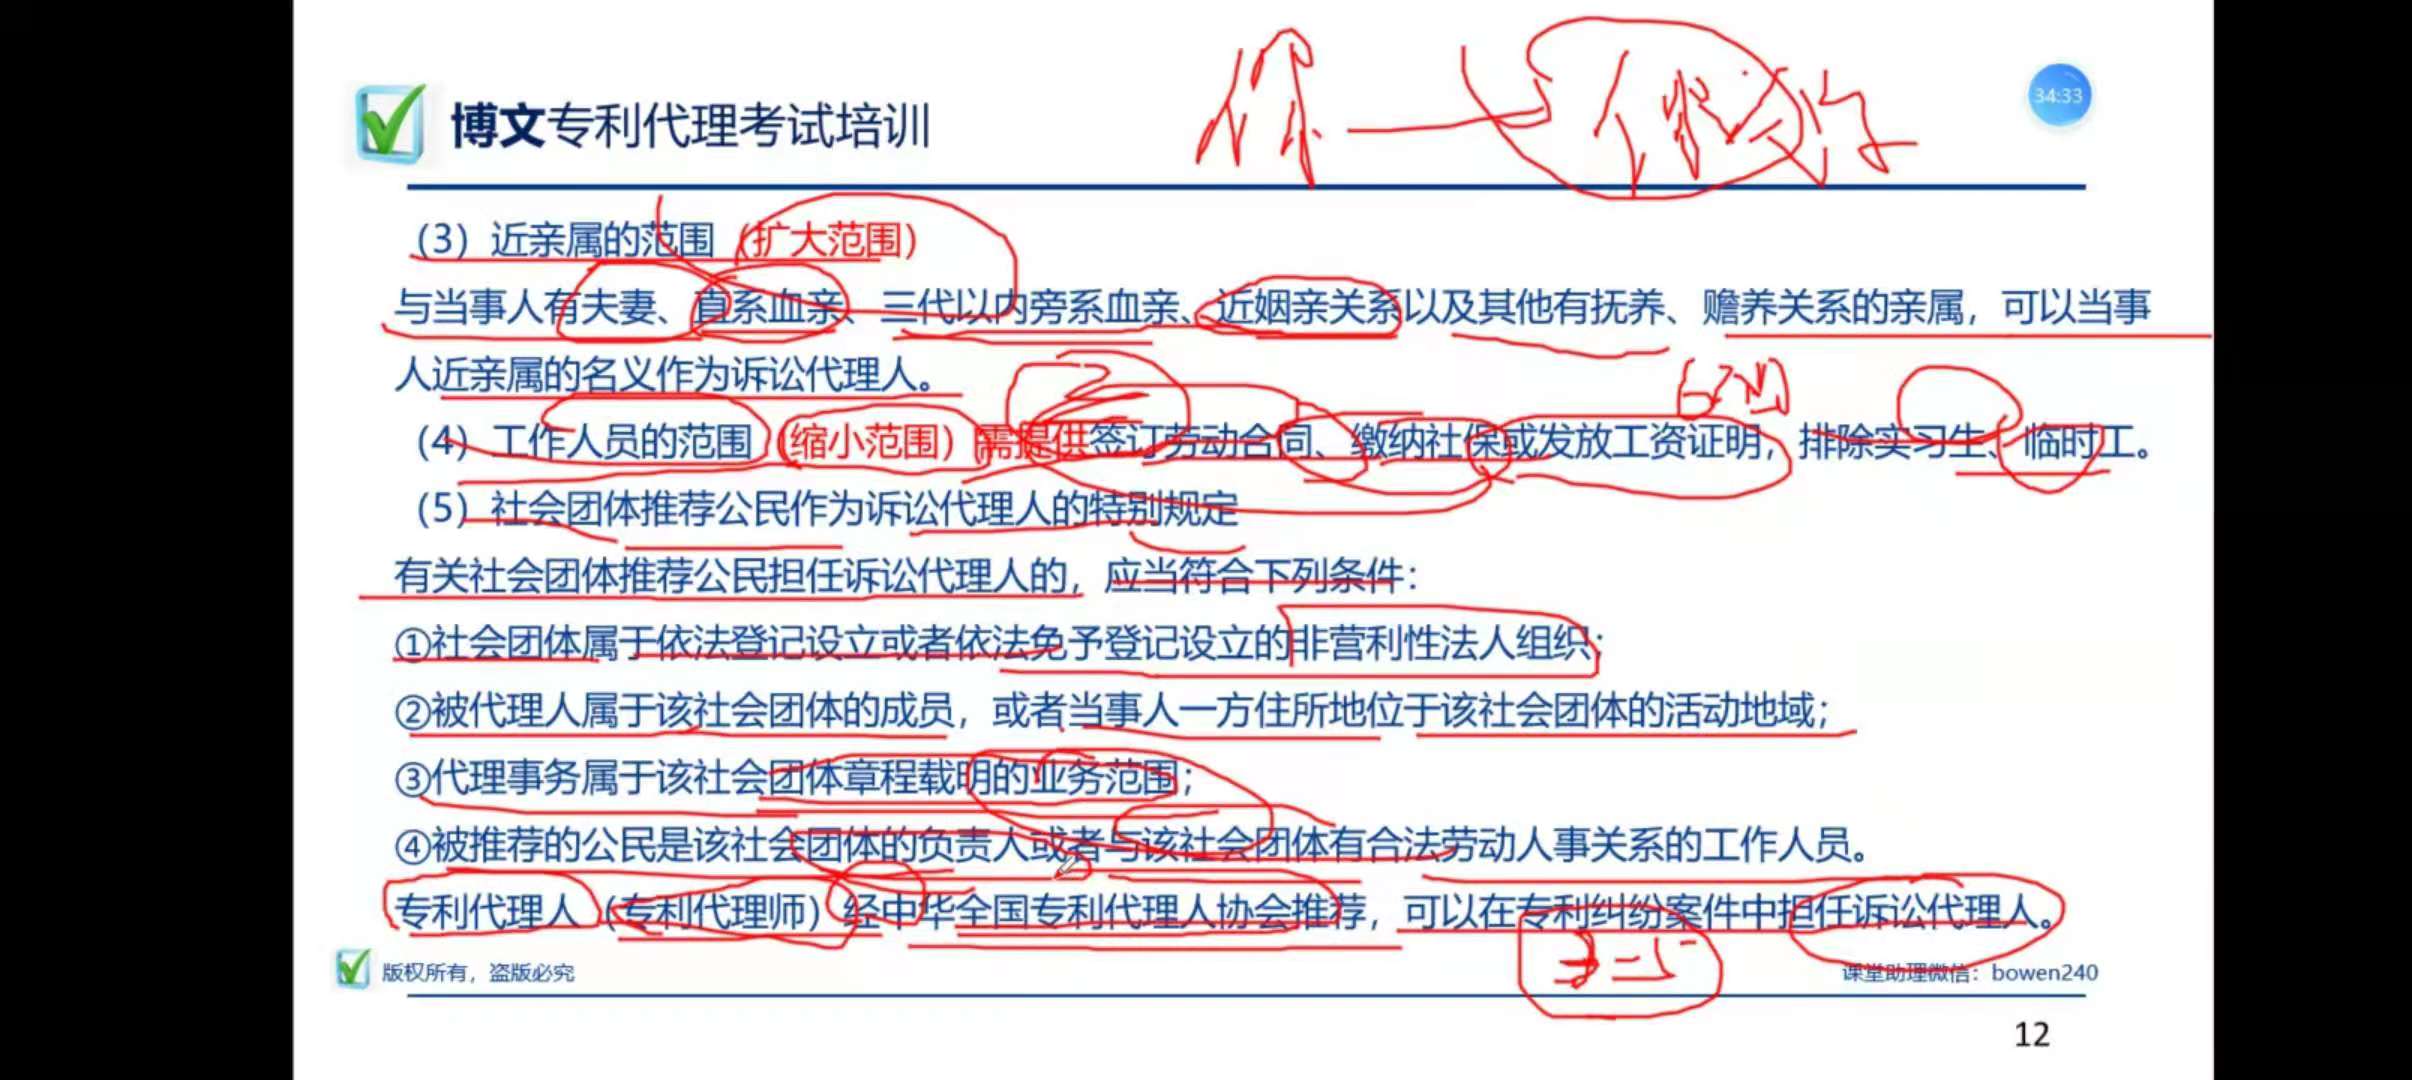 博文专利代理考试培训
34:33
（3）近亲属的范围（扩大范围）
与当事人有夫妻、直系血亲、三代以内旁系血亲、近姻亲关系以及其他有抚养、赡养关系的亲属，可以当事
人近亲属的名义作为诉讼代理人。
（4）工作人员的范围（缩小范围）需提供签订劳动合同、缴纳社保或发放工资证明，排除实习生、临时工。
（5）社会团体推荐公民作为诉讼代理人的特别规定
有关社会团体推荐公民担任诉讼代理人的，应当符合下列条件：
①社会团体属于依法登记设立或者依法免予登记设立的非营利性法人组织；
②被代理人属于该社会团体的成员，或者当事人一方住所地位于该社会团体的活动地域；
③代理事务属于该社会团体章程载明的业务范围；
④被推荐的公民是该社会团体的负责人或者与该社会团体有合法劳动人事关系的工作人员。
专利代理人（专利代理师）经中华全国专利代理人协会推荐，可以在专利纠纷案件中担任诉讼代理人。
版权所有，盗版必究
课堂助理微信：bowen240
12